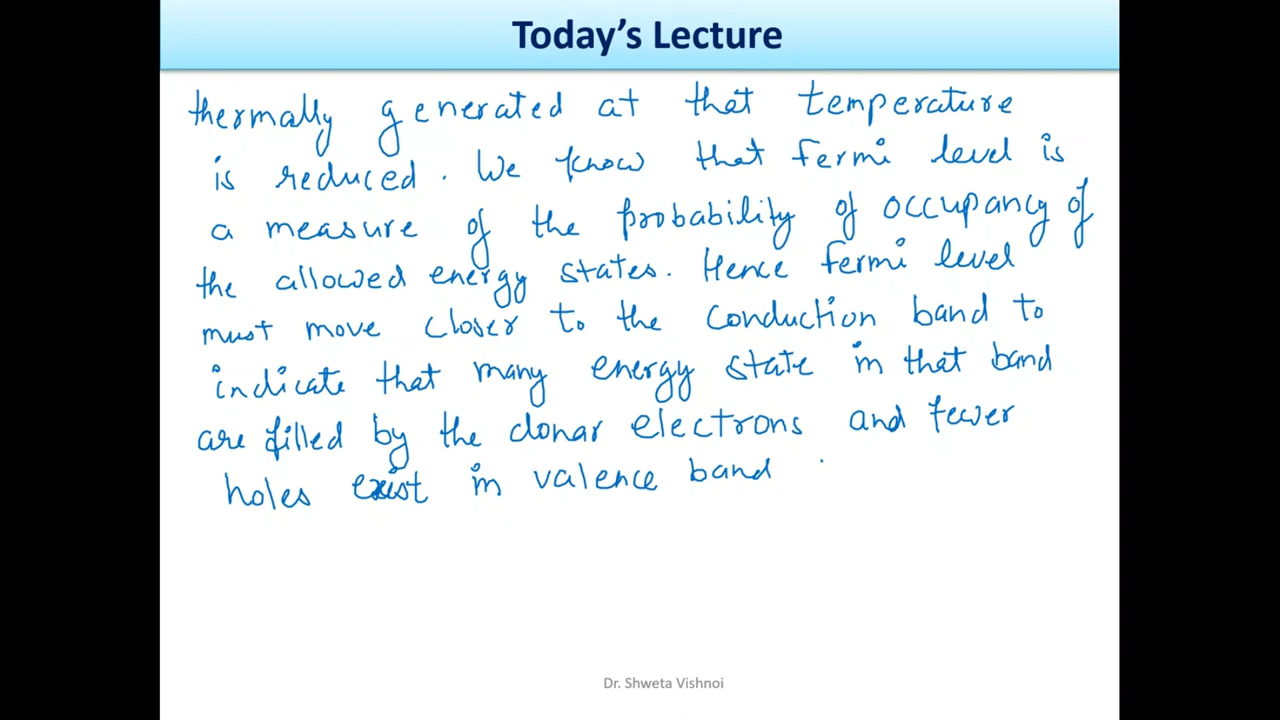 Today's Lecture
thermally generated at that temperature
is reduced. We know that fermi level is
a measure of the probability of occupancy of
the allowed energy states. Hence fermi level
must move closer to the conduction band to
indicate that many energy state in that band
are filled by the donar electrons and fewer
holes exist in valence band.
Dr. Shweta Vishnoi